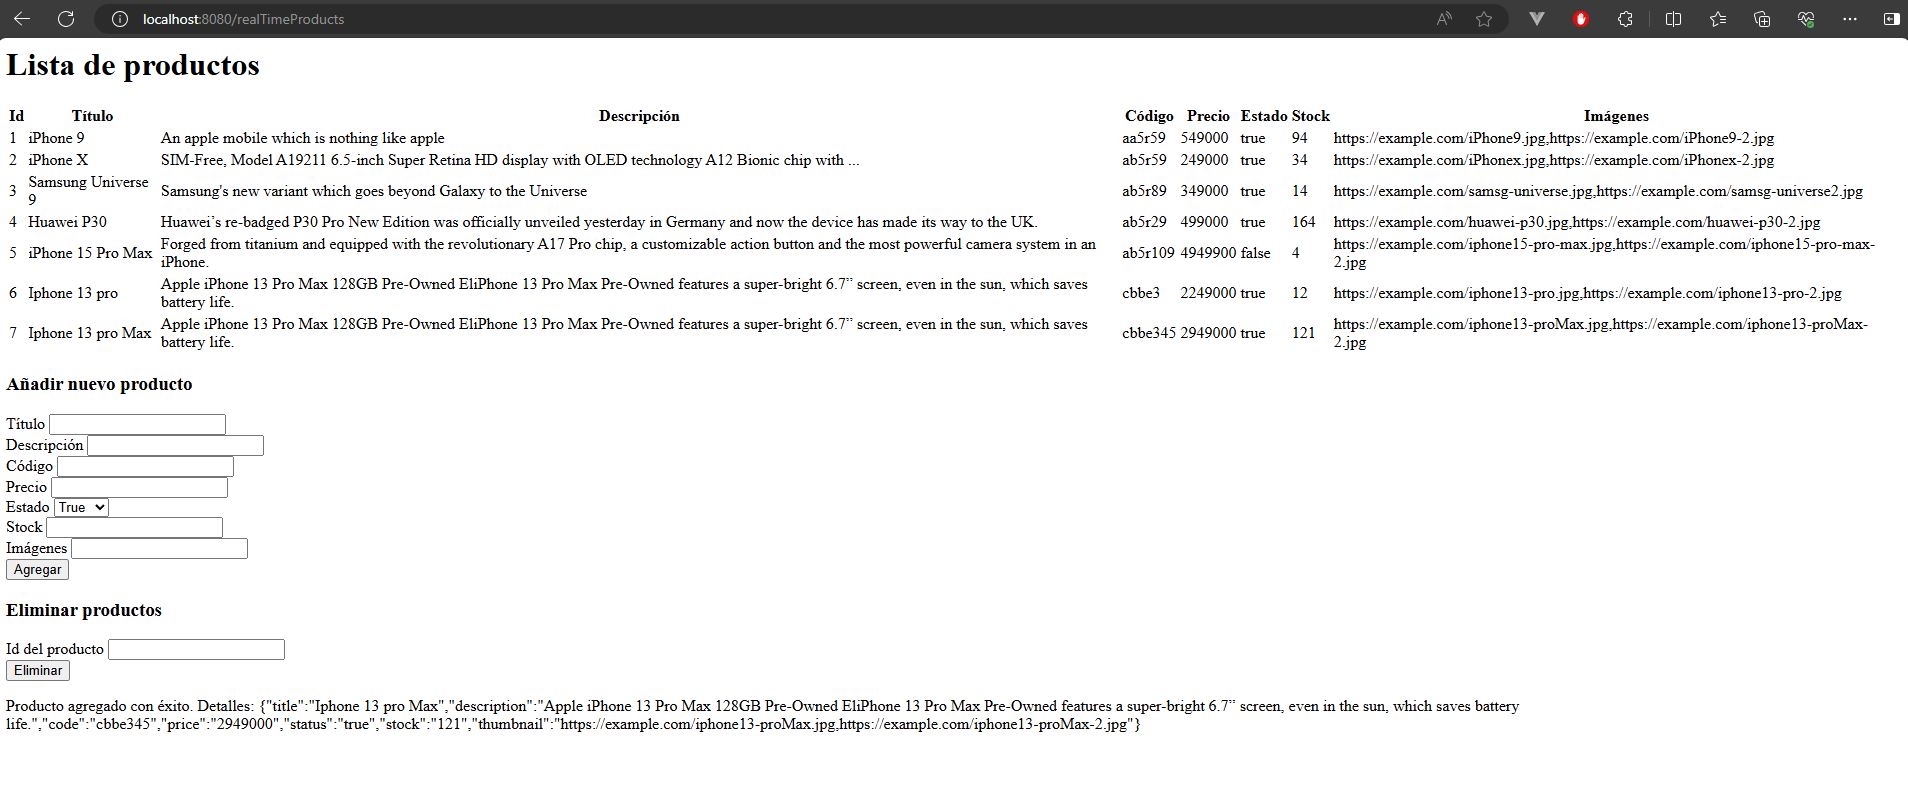 localhost:8080/realTimeProducts
Lista de productos
Id Título Descripción Código Precio Estado Stock Imágenes
1 iPhone 9 An apple mobile which is nothing like apple aa5r59 549000 true 94 https://example.com/iPhone9.jpg,https://example.com/iPhone9-2.jpg
2 iPhone X SIM-Free, Model A19211 6.5-inch Super Retina HD display with OLED technology A12 Bionic chip with ... ab5r59 249000 true 34 https://example.com/iPhonex.jpg,https://example.com/iPhonex-2.jpg
3 Samsung Universe
9 Samsung's new variant which goes beyond Galaxy to the Universe ab5r89 349000 true 14 https://example.com/samsg-universe.jpg,https://example.com/samsg-universe2.jpg
4 Huawei P30 Huawei’s re-badged P30 Pro New Edition was officially unveiled yesterday in Germany and now the device has made its way to the UK. ab5r29 499000 true 164 https://example.com/huawei-p30.jpg,https://example.com/huawei-p30-2.jpg
5 iPhone 15 Pro Max Forged from titanium and equipped with the revolutionary A17 Pro chip, a customizable action button and the most powerful camera system in an
iPhone. ab5r109 4949900 false 4 https://example.com/iphone15-pro-max.jpg,https://example.com/iphone15-pro-max-
2.jpg
6 Iphone 13 pro Apple iPhone 13 Pro Max 128GB Pre-Owned EliPhone 13 Pro Max Pre-Owned features a super-bright 6.7” screen, even in the sun, which saves
battery life. cbbe3 2249000 true 12 https://example.com/iphone13-pro.jpg,https://example.com/iphone13-pro-2.jpg
7 Iphone 13 pro Max Apple iPhone 13 Pro Max 128GB Pre-Owned EliPhone 13 Pro Max Pre-Owned features a super-bright 6.7” screen, even in the sun, which saves
battery life. cbbe345 2949000 true 121 https://example.com/iphone13-proMax.jpg,https://example.com/iphone13-proMax-
2.jpg
Añadir nuevo producto
Título
Descripción
Código
Precio
Estado True
Stock
Imágenes
Agregar
Eliminar productos
Id del producto
Eliminar
Producto agregado con éxito. Detalles: {"title":"Iphone 13 pro Max","description":"Apple iPhone 13 Pro Max 128GB Pre-Owned EliPhone 13 Pro Max Pre-Owned features a super-bright 6.7” screen, even in the sun, which saves battery
life.","code":"cbbe345","price":"2949000","status":"true","stock":"121","thumbnail":"https://example.com/iphone13-proMax.jpg,https://example.com/iphone13-proMax-2.jpg"}